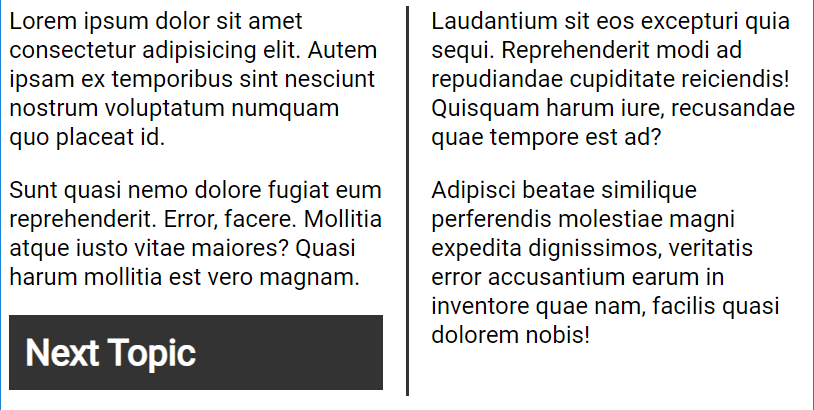 Lorem ipsum dolor sit amet
consectetur adipisicing elit. Autem
ipsam ex temporibus sint nesciunt
nostrum voluptatum numquam
quo placeat id.
Sunt quasi nemo dolore fugiat eum
reprehenderit. Error, facere. Mollitia
atque iusto vitae maiores? Quasi
harum mollitia est vero magnam.
Next Topic
Laudantium sit eos excepturi quia
sequi. Reprehenderit modi ad
repudiandae cupiditate reiciendis!
Quisquam harum iure, recusandae
quae tempore est ad?
Adipisci beatae similique
perferendis molestiae magni
expedita dignissimos, veritatis
error accusantium earum in
inventore quae nam, facilis quasi
dolorem nobis!